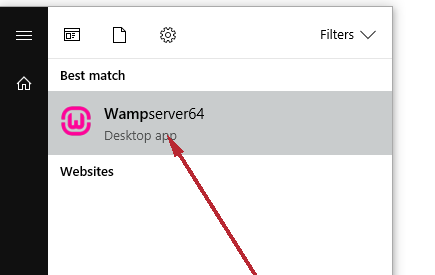 Filters
Best match
Wampserver64
Desktop app
Websites